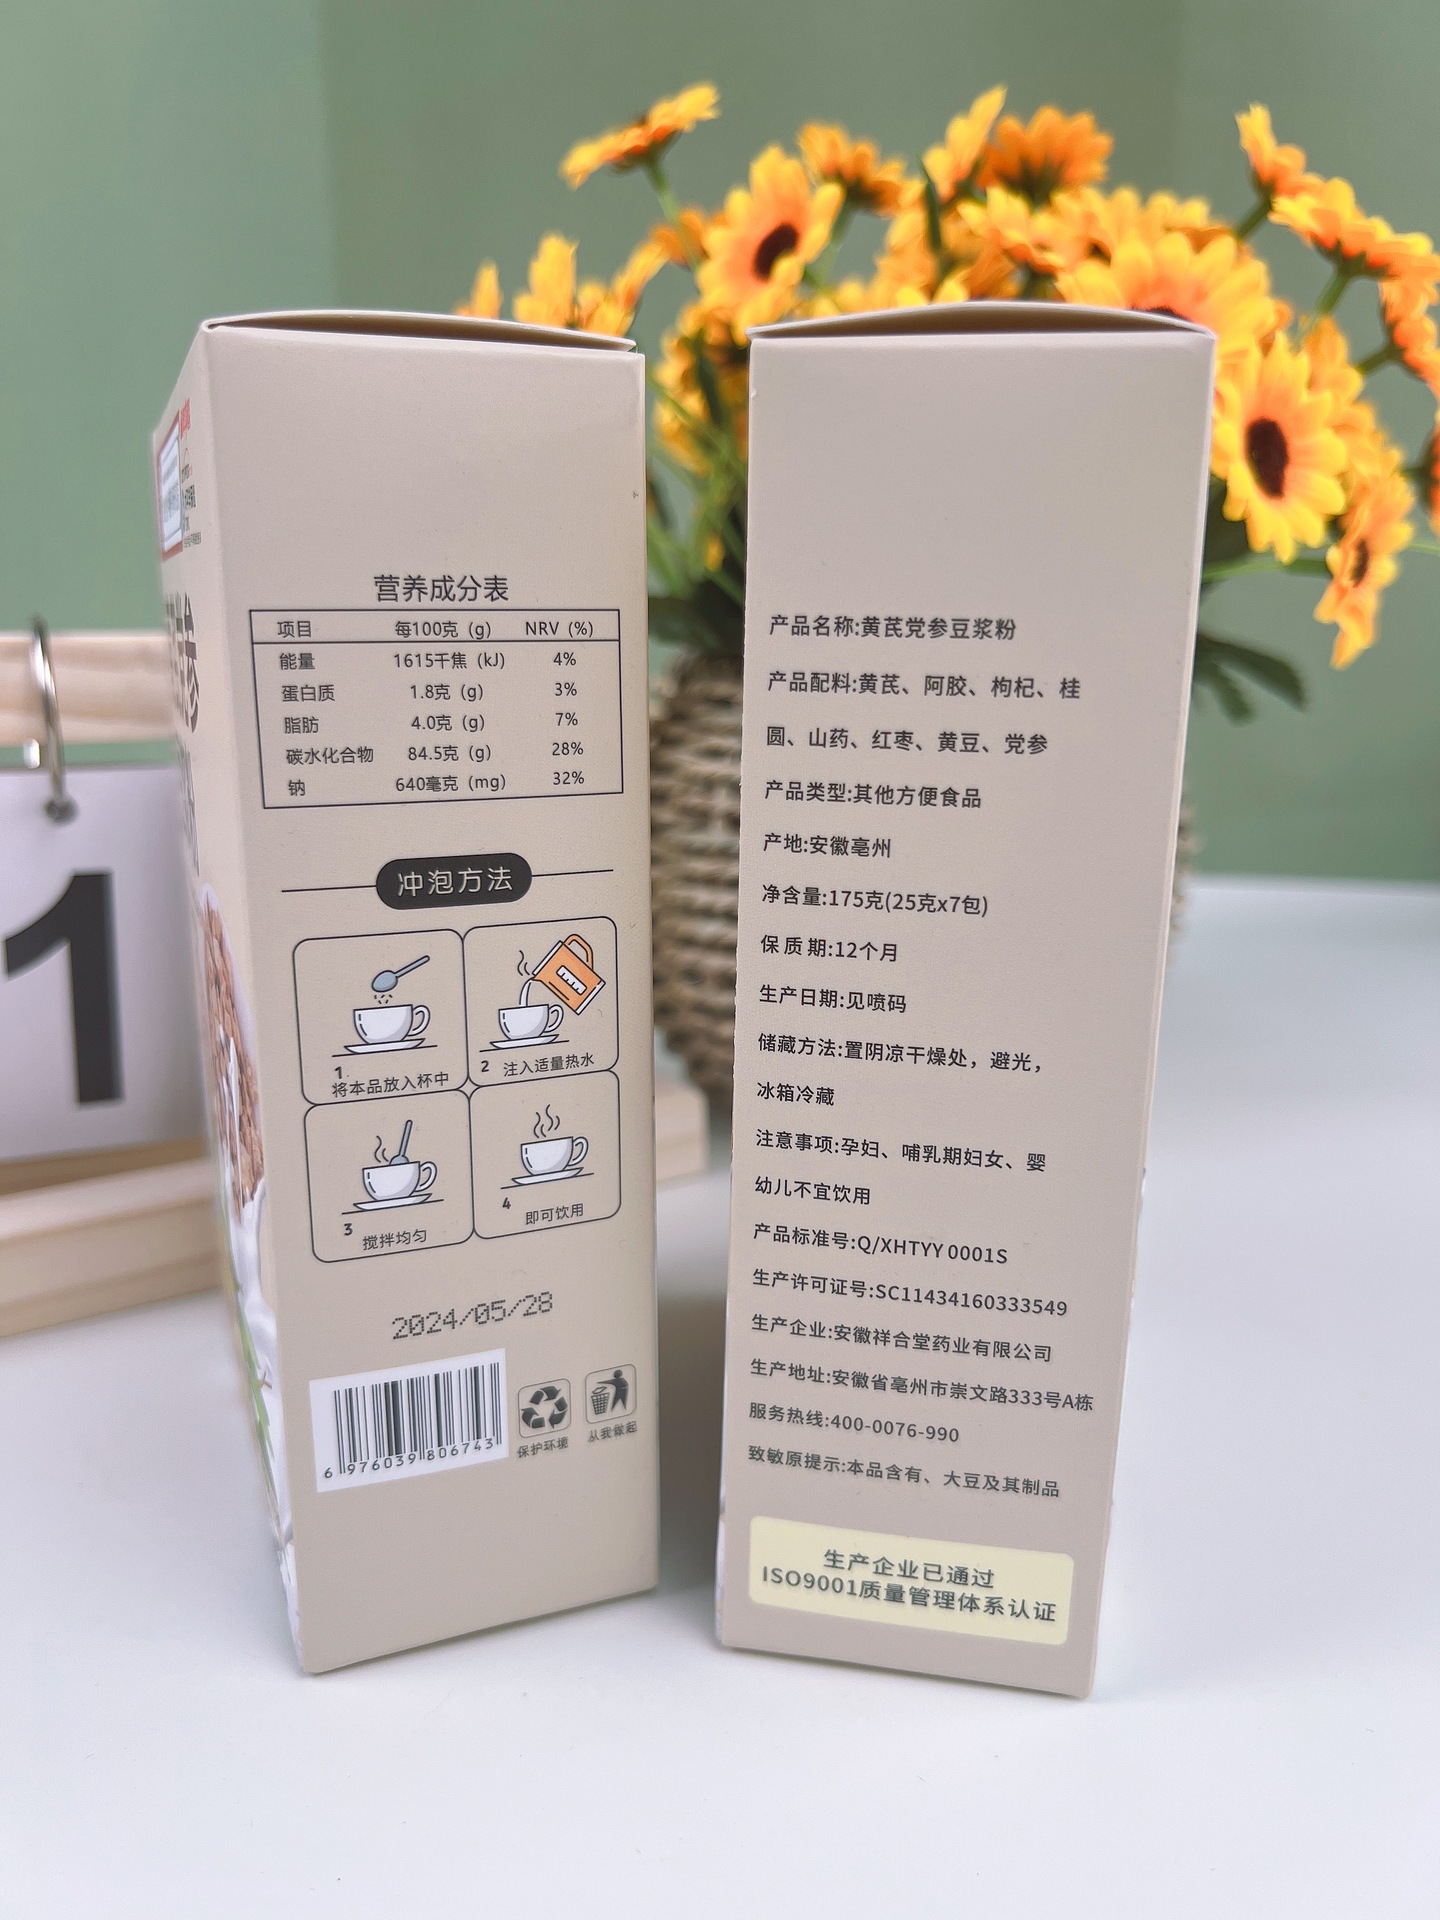 营养成分表
项目 每100克（g） NRV（%）
能量 1615千焦（kJ） 4%
蛋白质 1.8克（g） 3%
脂肪 4.0克（g） 7%
碳水化合物 84.5克（g） 28%
钠 640毫克（mg） 32%
冲泡方法
1 将本品放入杯中
2 注入适量热水
3 搅拌均匀
4 即可饮用
2024/05/28
6 976039 806743
保护环境
从我做起
产品名称:黄芪党参豆浆粉
产品配料:黄芪、阿胶、枸杞、桂
圆、山药、红枣、黄豆、党参
产品类型:其他方便食品
产地:安徽亳州
净含量:175克(25克x7包)
保质期:12个月
生产日期:见喷码
储藏方法:置阴凉干燥处，避光，
冰箱冷藏
注意事项:孕妇、哺乳期妇女、婴
幼儿不宜饮用
产品标准号:Q/XHTYY 0001S
生产许可证号:SC11434160333549
生产企业:安徽祥合堂药业有限公司
生产地址:安徽省亳州市崇文路333号A栋
服务热线:400-0076-990
致敏原提示:本品含有、大豆及其制品
生产企业已通过
ISO9001质量管理体系认证
1